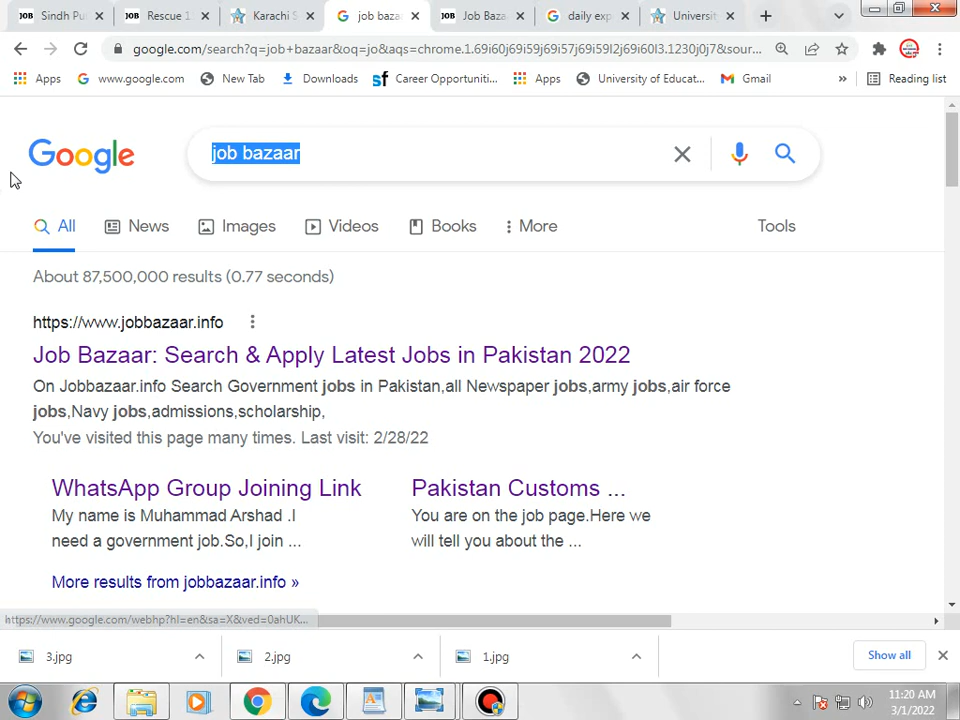 JOB Sindh Pu
JOB Rescue 1
Karachi S
job baza
JOB Job Baza
daily exp
Universit
google.com/search?q=job+bazaar&oq=jo&aqs=chrome.1.69i60j69i59j69i57j69i59l2j69i60l3.1230j0j7&sour...
Apps
www.google.com
New Tab
Downloads
sf Career Opportuniti...
Apps
University of Educat...
Gmail
»
Reading list
Google
job bazaar
All
News
Images
Videos
Books
More
Tools
About 87,500,000 results (0.77 seconds)
https://www.jobbazaar.info
Job Bazaar: Search & Apply Latest Jobs in Pakistan 2022
On Jobbazaar.info Search Government jobs in Pakistan,all Newspaper jobs,army jobs,air force
jobs,Navy jobs,admissions,scholarship,
You've visited this page many times. Last visit: 2/28/22
WhatsApp Group Joining Link
My name is Muhammad Arshad .I
need a government job.So,I join ...
Pakistan Customs ...
You are on the job page.Here we
will tell you about the ...
More results from jobbazaar.info »
https://www.google.com/webhp?hl=en&sa=X&ved=0ahUK...
3.jpg
2.jpg
1.jpg
Show all
11:20 AM
3/1/2022